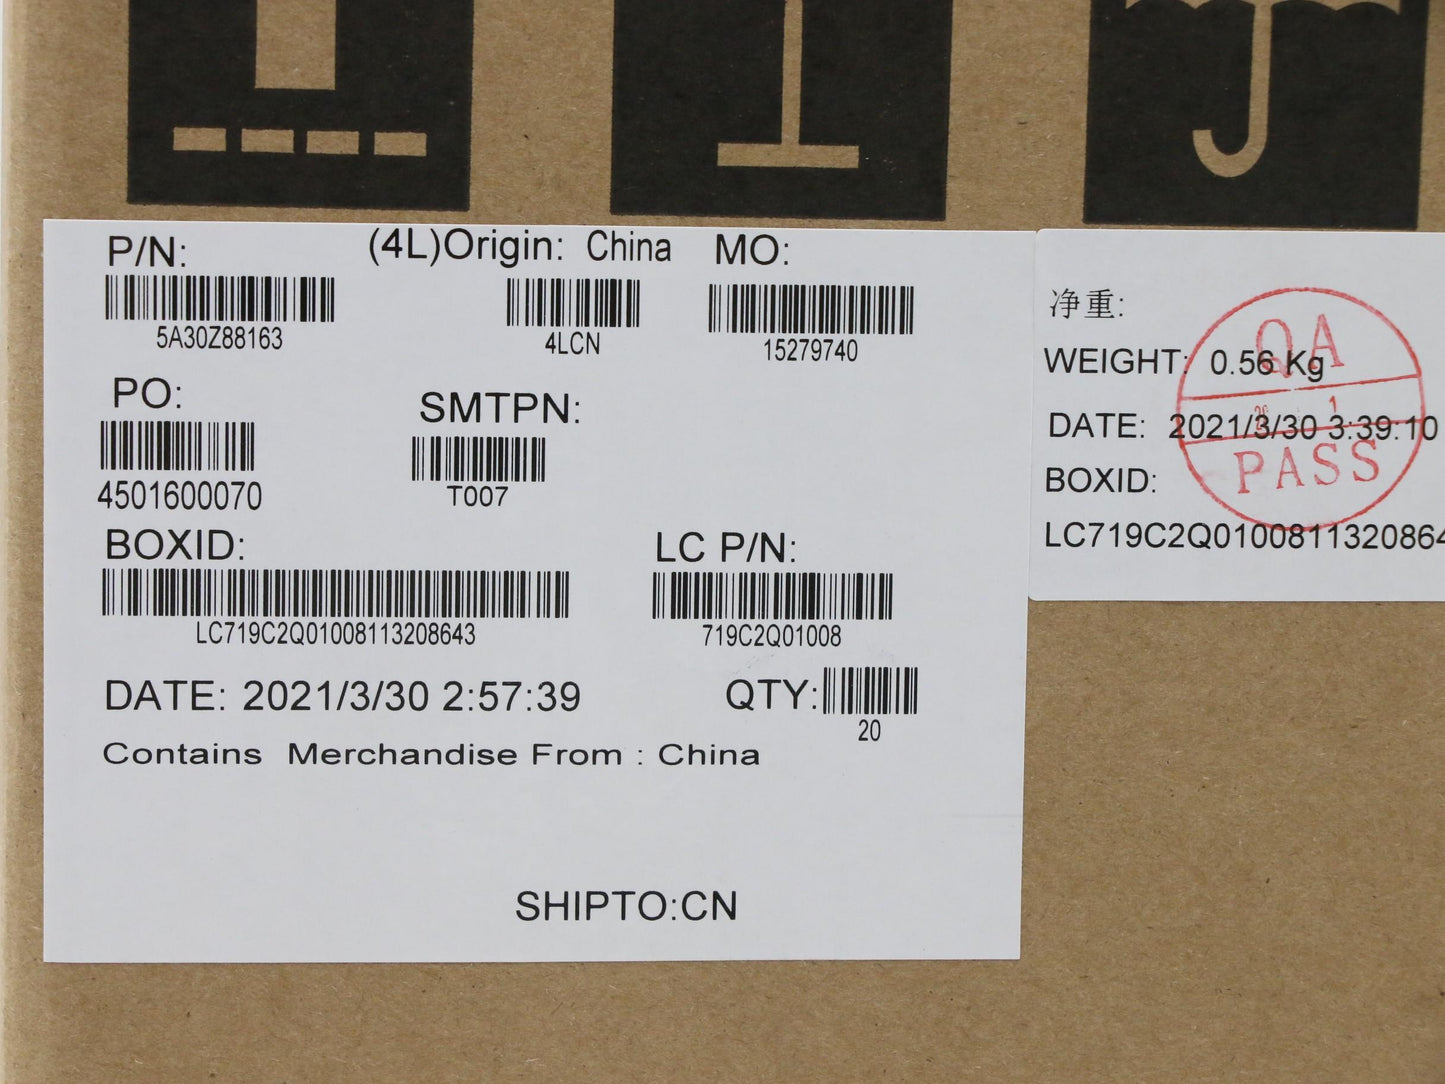 P/N:
(4L)Origin: China
MO:
5A30Z88163
4LCN
15279740
PO:
SMTPN:
4501600070
T007
BOXID:
LC P/N:
LC719C2Q01008113208643
719C2Q01008
DATE: 2021/3/30 2:57:39
QTY:
20
Contains Merchandise From : China
SHIPTO:CN
净重:
WEIGHT: 0.56 Kg
DATE: 2021/3/30 3:39:10
BOXID:
LC719C2Q0100811320864
QA
PASS